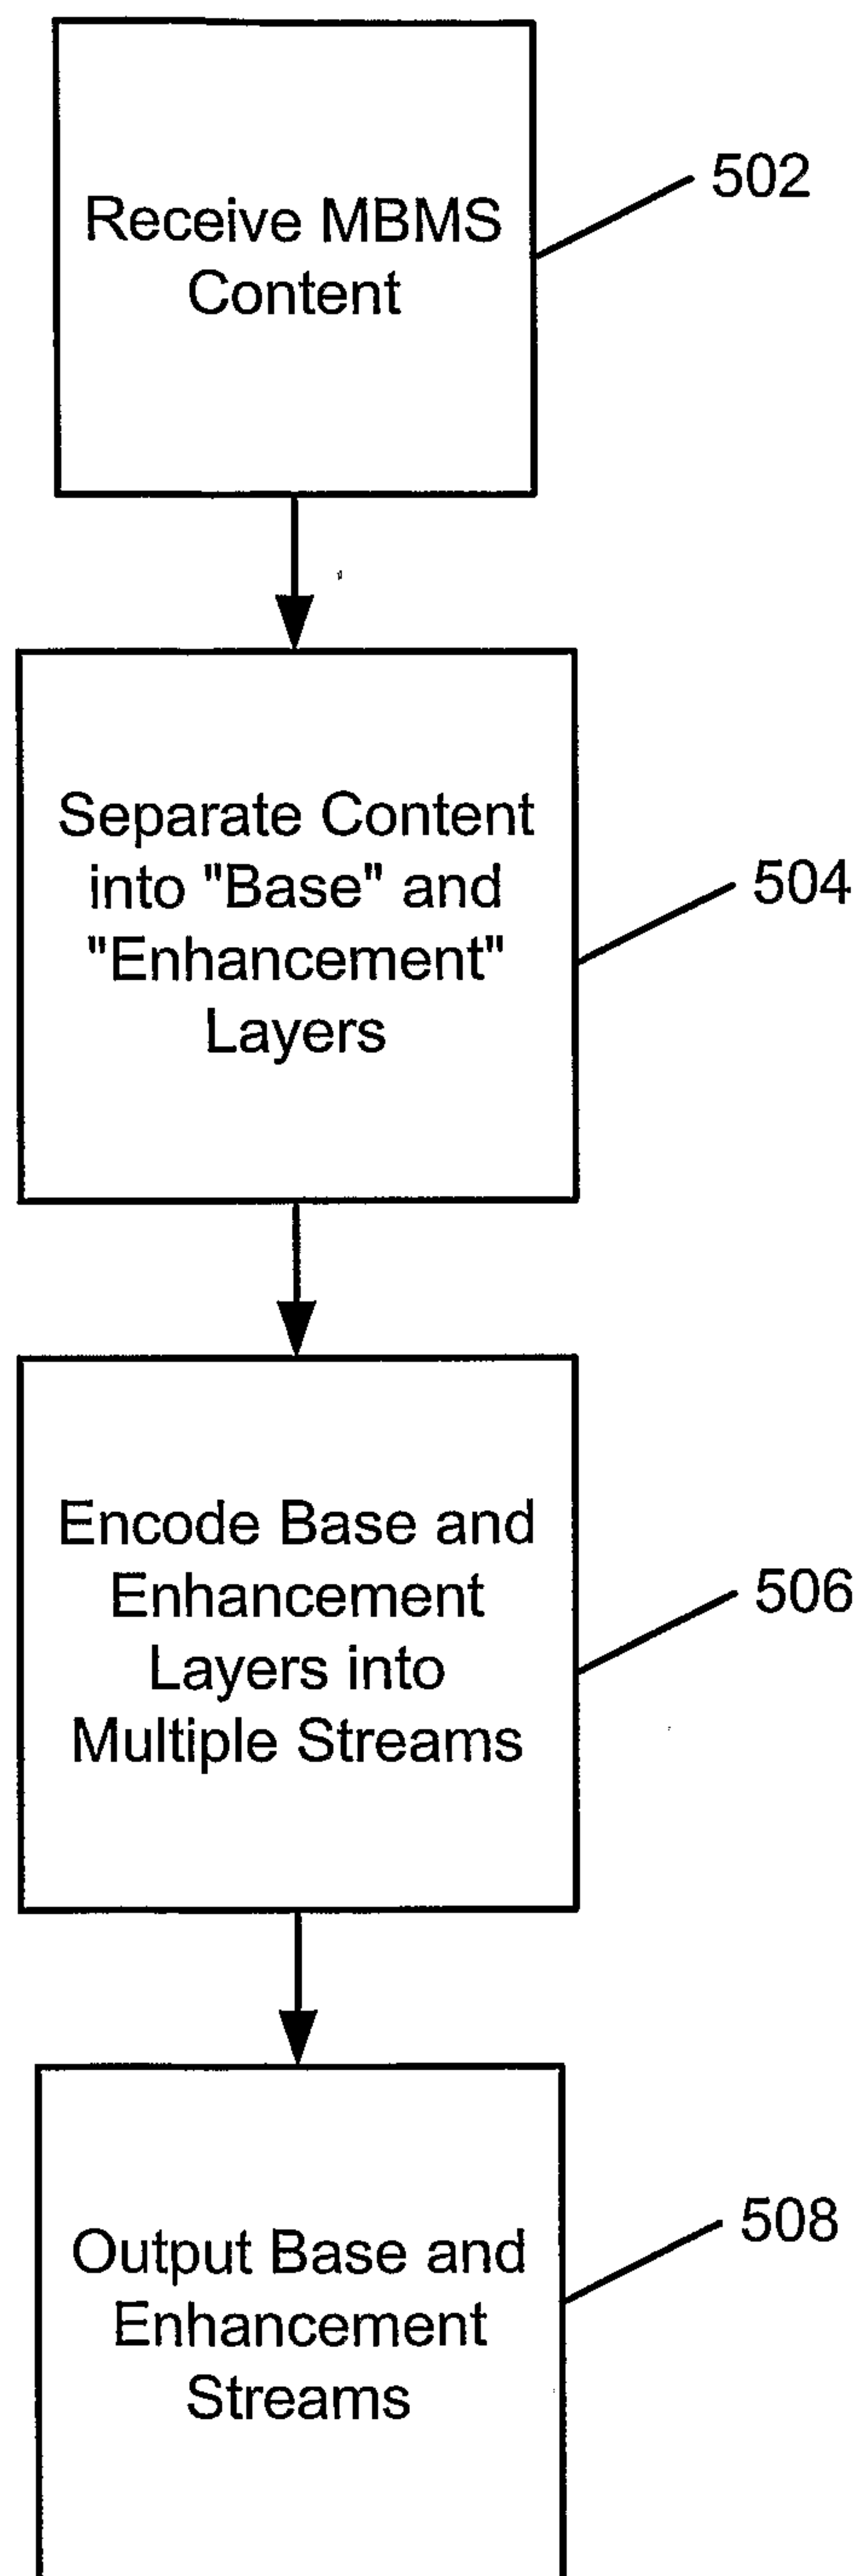 Receive MBMS
Content
502
Separate Content
into "Base" and
"Enhancement"
Layers
504
Encode Base and
Enhancement
Layers into
Multiple Streams
506
Output Base and
Enhancement
Streams
508